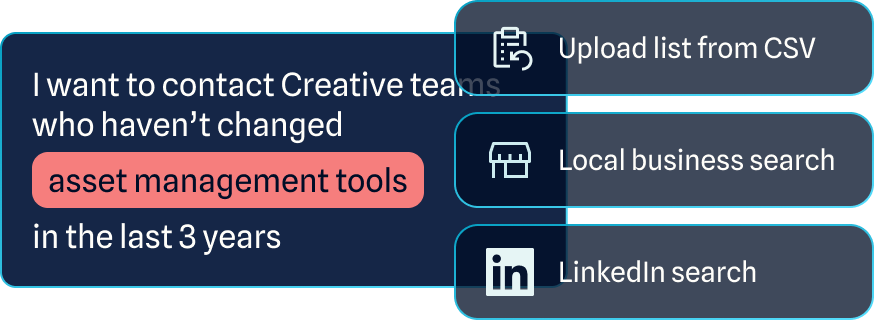 I want to contact Creative teams
who haven't changed
asset management tools
in the last 3 years
Upload list from CSV
Local business search
in
LinkedIn search